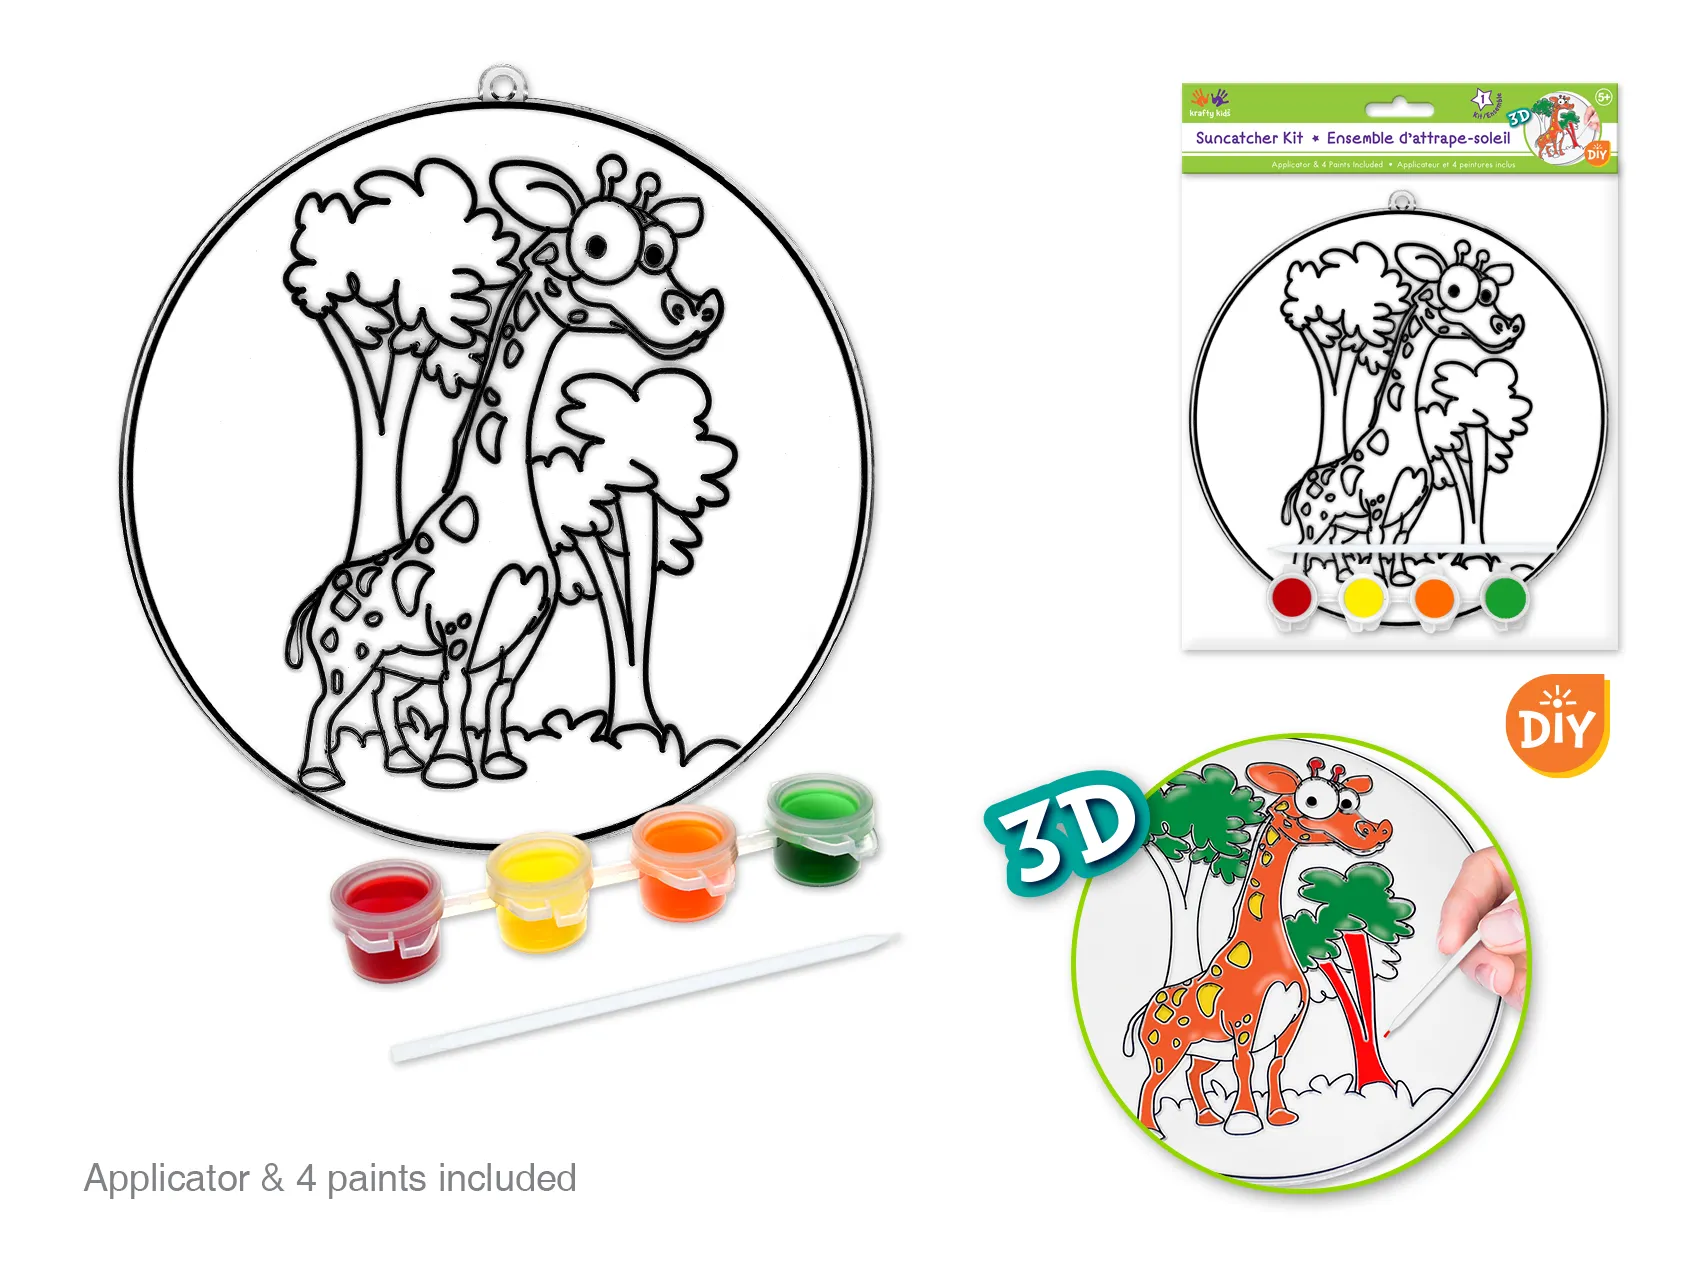 krafty kids
1
Kit/Ensemble
3D
5+
Suncatcher Kit ★ Ensemble d'attrape-soleil
DIY
Applicator & 4 Paints Included • Applicateur et 4 peintures inclus
DIY
3D
Applicator & 4 paints included